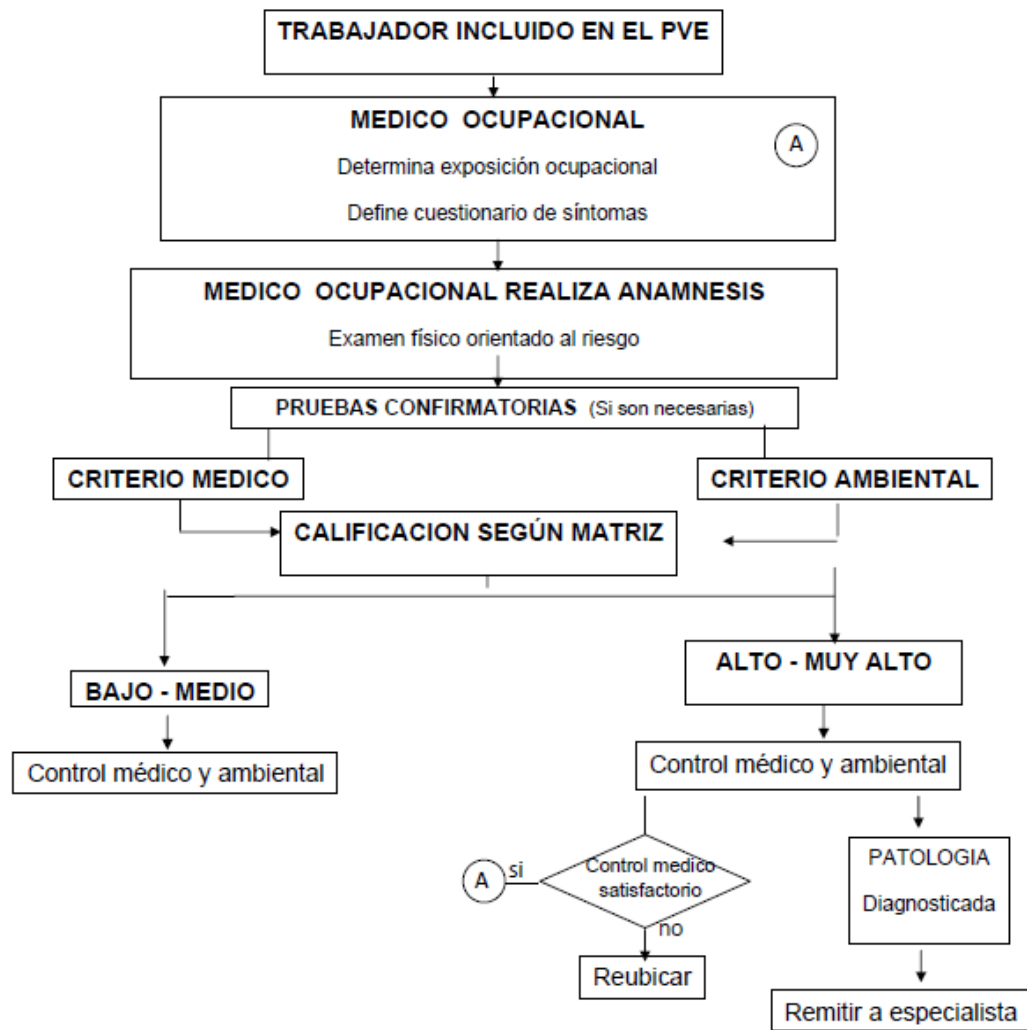 TRABAJADOR INCLUIDO EN EL PVE
MEDICO OCUPACIONAL
A
Determina exposición ocupacional
Define cuestionario de síntomas
MEDICO OCUPACIONAL REALIZA ANAMNESIS
Examen físico orientado al riesgo
PRUEBAS CONFIRMATORIAS (Si son necesarias)
CRITERIO MEDICO
CRITERIO AMBIENTAL
CALIFICACION SEGÚN MATRIZ
ALTO - MUY ALTO
BAJO - MEDIO
Control médico y ambiental
Control médico y ambiental
A
si
Control medico
satisfactorio
no
Reubicar
PATOLOGIA
Diagnosticada
Remitir a especialista